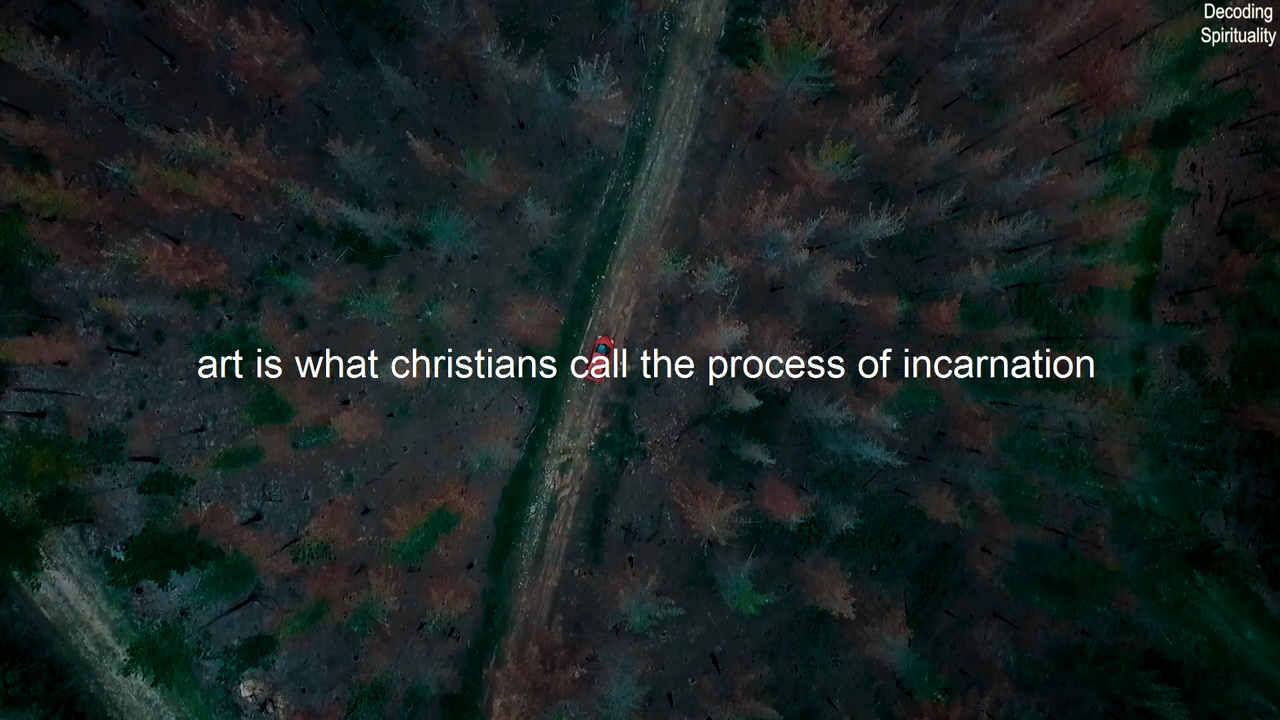 Decoding
Spirituality
art is what christians call the process of incarnation